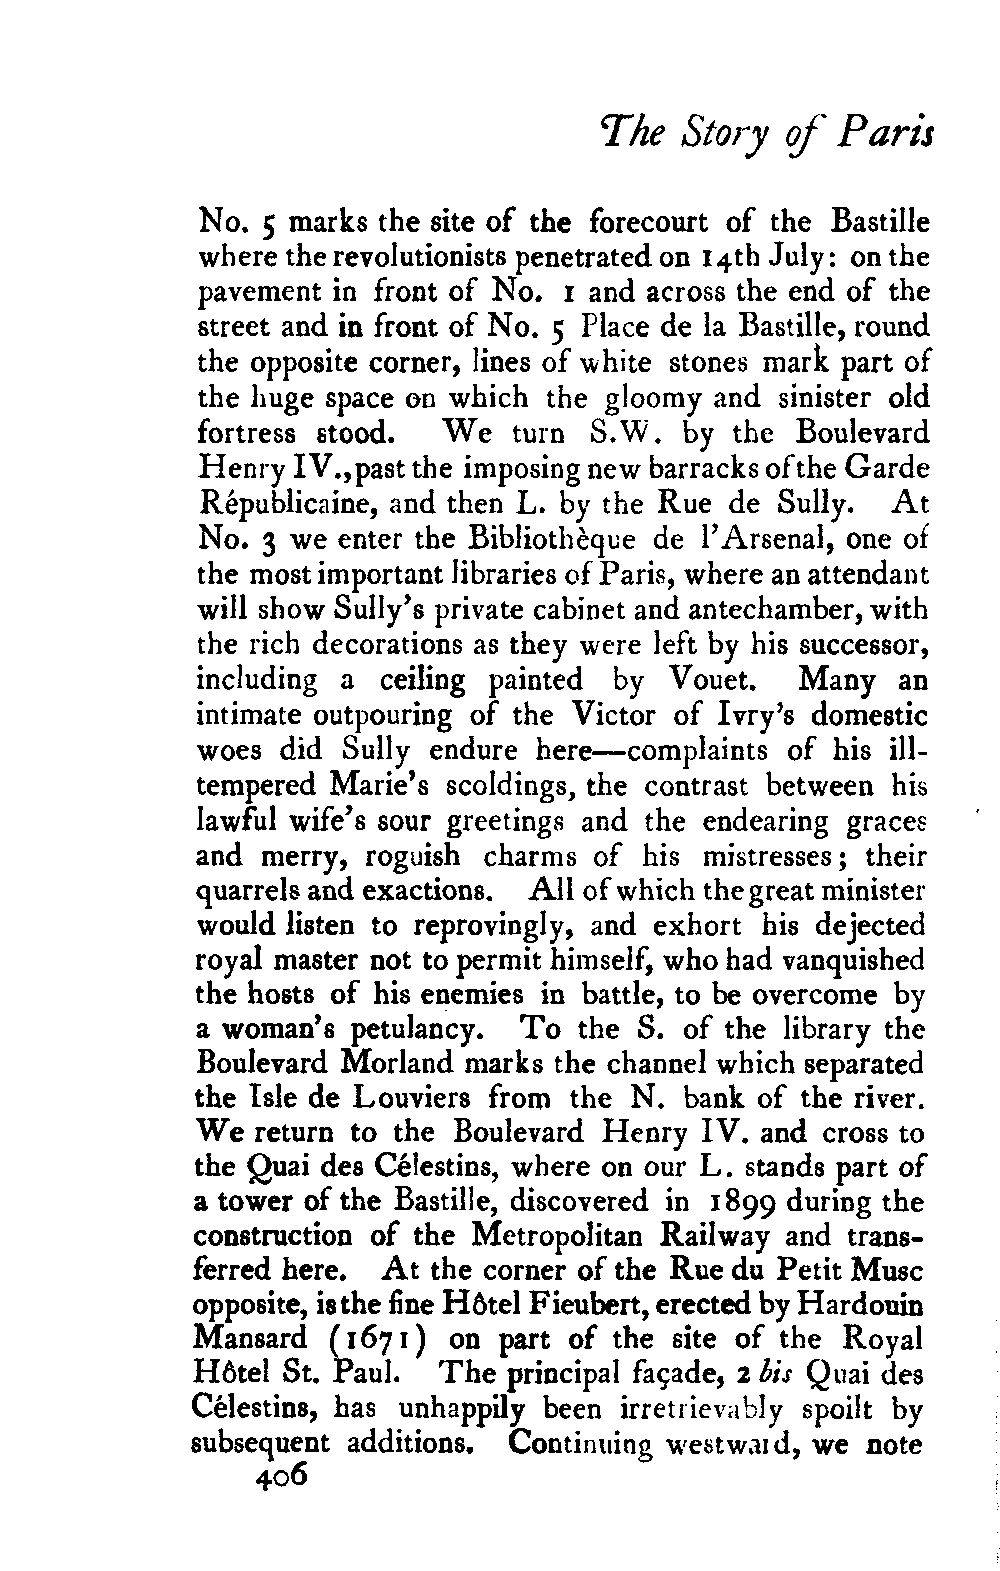 The Story of Paris
No. 5 marks the site of the forecourt of the Bastille
where the revolutionists penetrated on 14th July: on the
pavement in front of No. 1 and across the end of the
street and in front of No. 5 Place de la Bastille, round
the opposite corner, lines of white stones mark part of
the huge space on which the gloomy and sinister old
fortress stood. We turn S.W. by the Boulevard
Henry IV., past the imposing new barracks of the Garde
Républicaine, and then L. by the Rue de Sully. At
No. 3 we enter the Bibliothèque de l'Arsenal, one of
the most important libraries of Paris, where an attendant
will show Sully's private cabinet and antechamber, with
the rich decorations as they were left by his successor,
including a ceiling painted by Vouet. Many an
intimate outpouring of the Victor of Ivry's domestic
woes did Sully endure here—complaints of his ill-
tempered Marie's scoldings, the contrast between his
lawful wife's sour greetings and the endearing graces
and merry, roguish charms of his mistresses; their
quarrels and exactions. All of which the great minister
would listen to reprovingly, and exhort his dejected
royal master not to permit himself, who had vanquished
the hosts of his enemies in battle, to be overcome by
a woman's petulancy. To the S. of the library the
Boulevard Morland marks the channel which separated
the Isle de Louviers from the N. bank of the river.
We return to the Boulevard Henry IV. and cross to
the Quai des Célestins, where on our L. stands part of
a tower of the Bastille, discovered in 1899 during the
construction of the Metropolitan Railway and trans-
ferred here. At the corner of the Rue du Petit Musc
opposite, is the fine Hôtel Fieubert, erected by Hardouin
Mansard (1671) on part of the site of the Royal
Hôtel St. Paul. The principal façade, 2 bis Quai des
Célestins, has unhappily been irretrievably spoilt by
subsequent additions. Continuing westward, we note
406